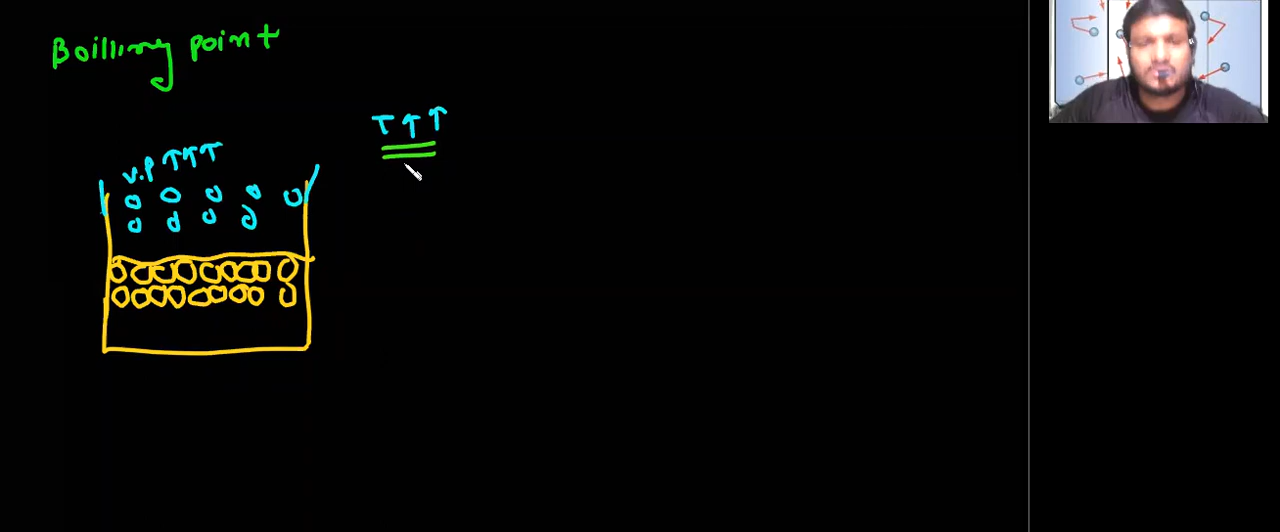 Boilling point
T ↑ ↑
v.p ↑↑↑